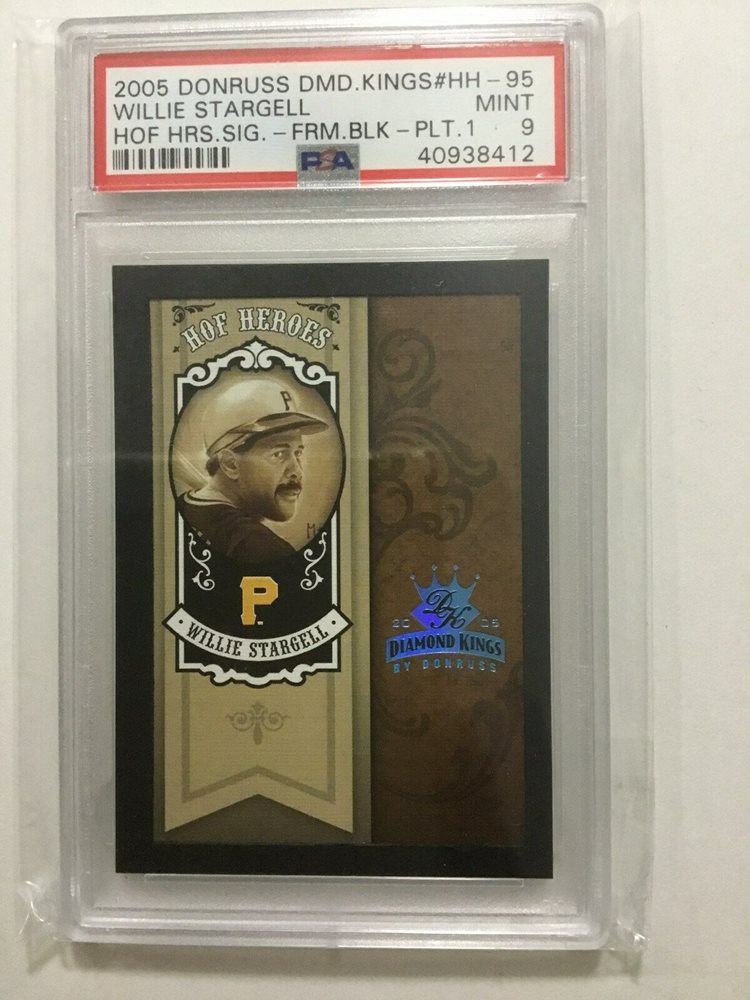 2005 DONRUSS DMD.KINGS#HH-95
WILLIE STARGELL MINT
HOF HRS.SIG.-FRM.BLK-PLT.1 9
PSA 40938412
HOF HEROES
P
P
• WILLIE STARGELL •
DK
20 05
DIAMOND KINGS
BY DONRUSS